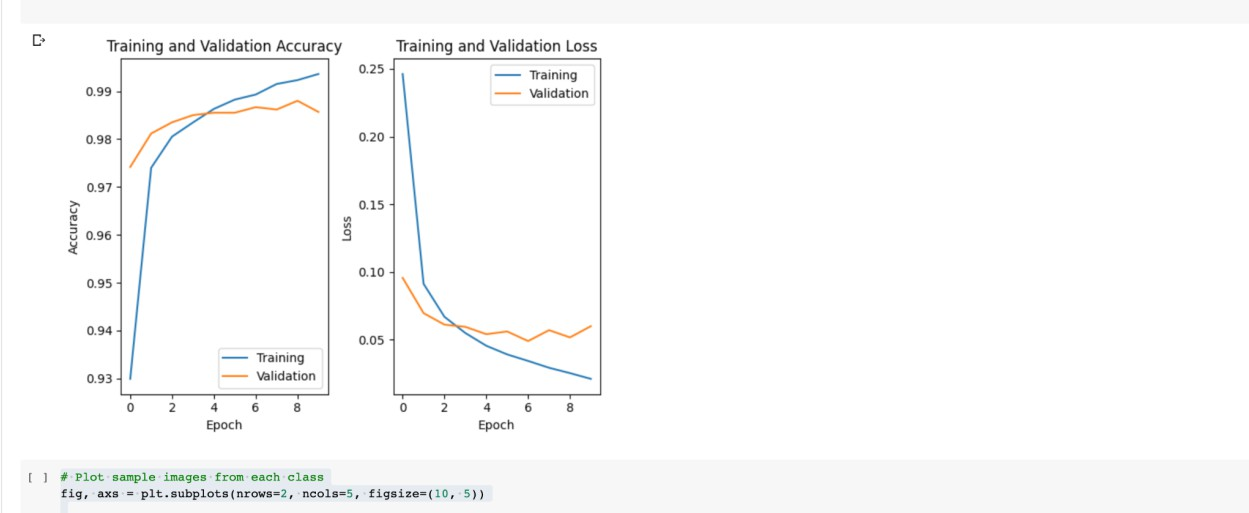 Training and Validation Accuracy
0.99
0.98
0.97
0.96
0.95
0.94
0.93
Accuracy
0 2 4 6 8
Epoch
Training
Validation
Training and Validation Loss
0.25
0.20
0.15
0.10
0.05
Loss
0 2 4 6 8
Epoch
Training
Validation
[ ] # Plot sample images from each class
fig, axs = plt.subplots(nrows=2, ncols=5, figsize=(10, 5))